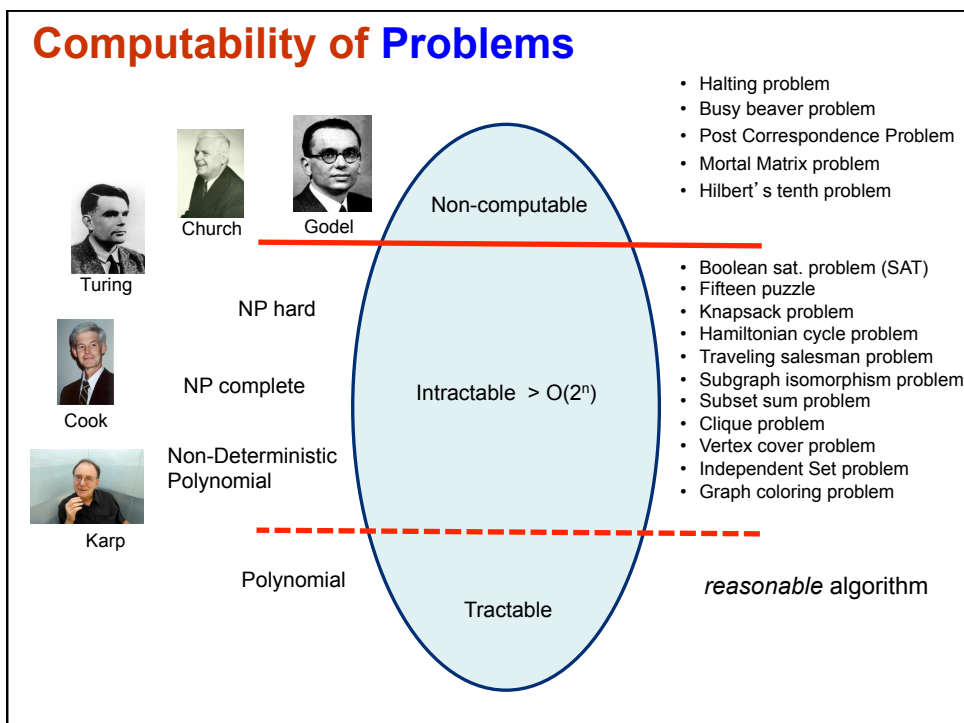 Computability of Problems
• Halting problem
• Busy beaver problem
• Post Correspondence Problem
• Mortal Matrix problem
• Hilbert's tenth problem
Church
Godel
Turing
Non-computable
NP hard
Cook
NP complete
Intractable > O(2ⁿ)
Non-Deterministic
Polynomial
Karp
• Boolean sat. problem (SAT)
• Fifteen puzzle
• Knapsack problem
• Hamiltonian cycle problem
• Traveling salesman problem
• Subgraph isomorphism problem
• Subset sum problem
• Clique problem
• Vertex cover problem
• Independent Set problem
• Graph coloring problem
Polynomial
Tractable
reasonable algorithm